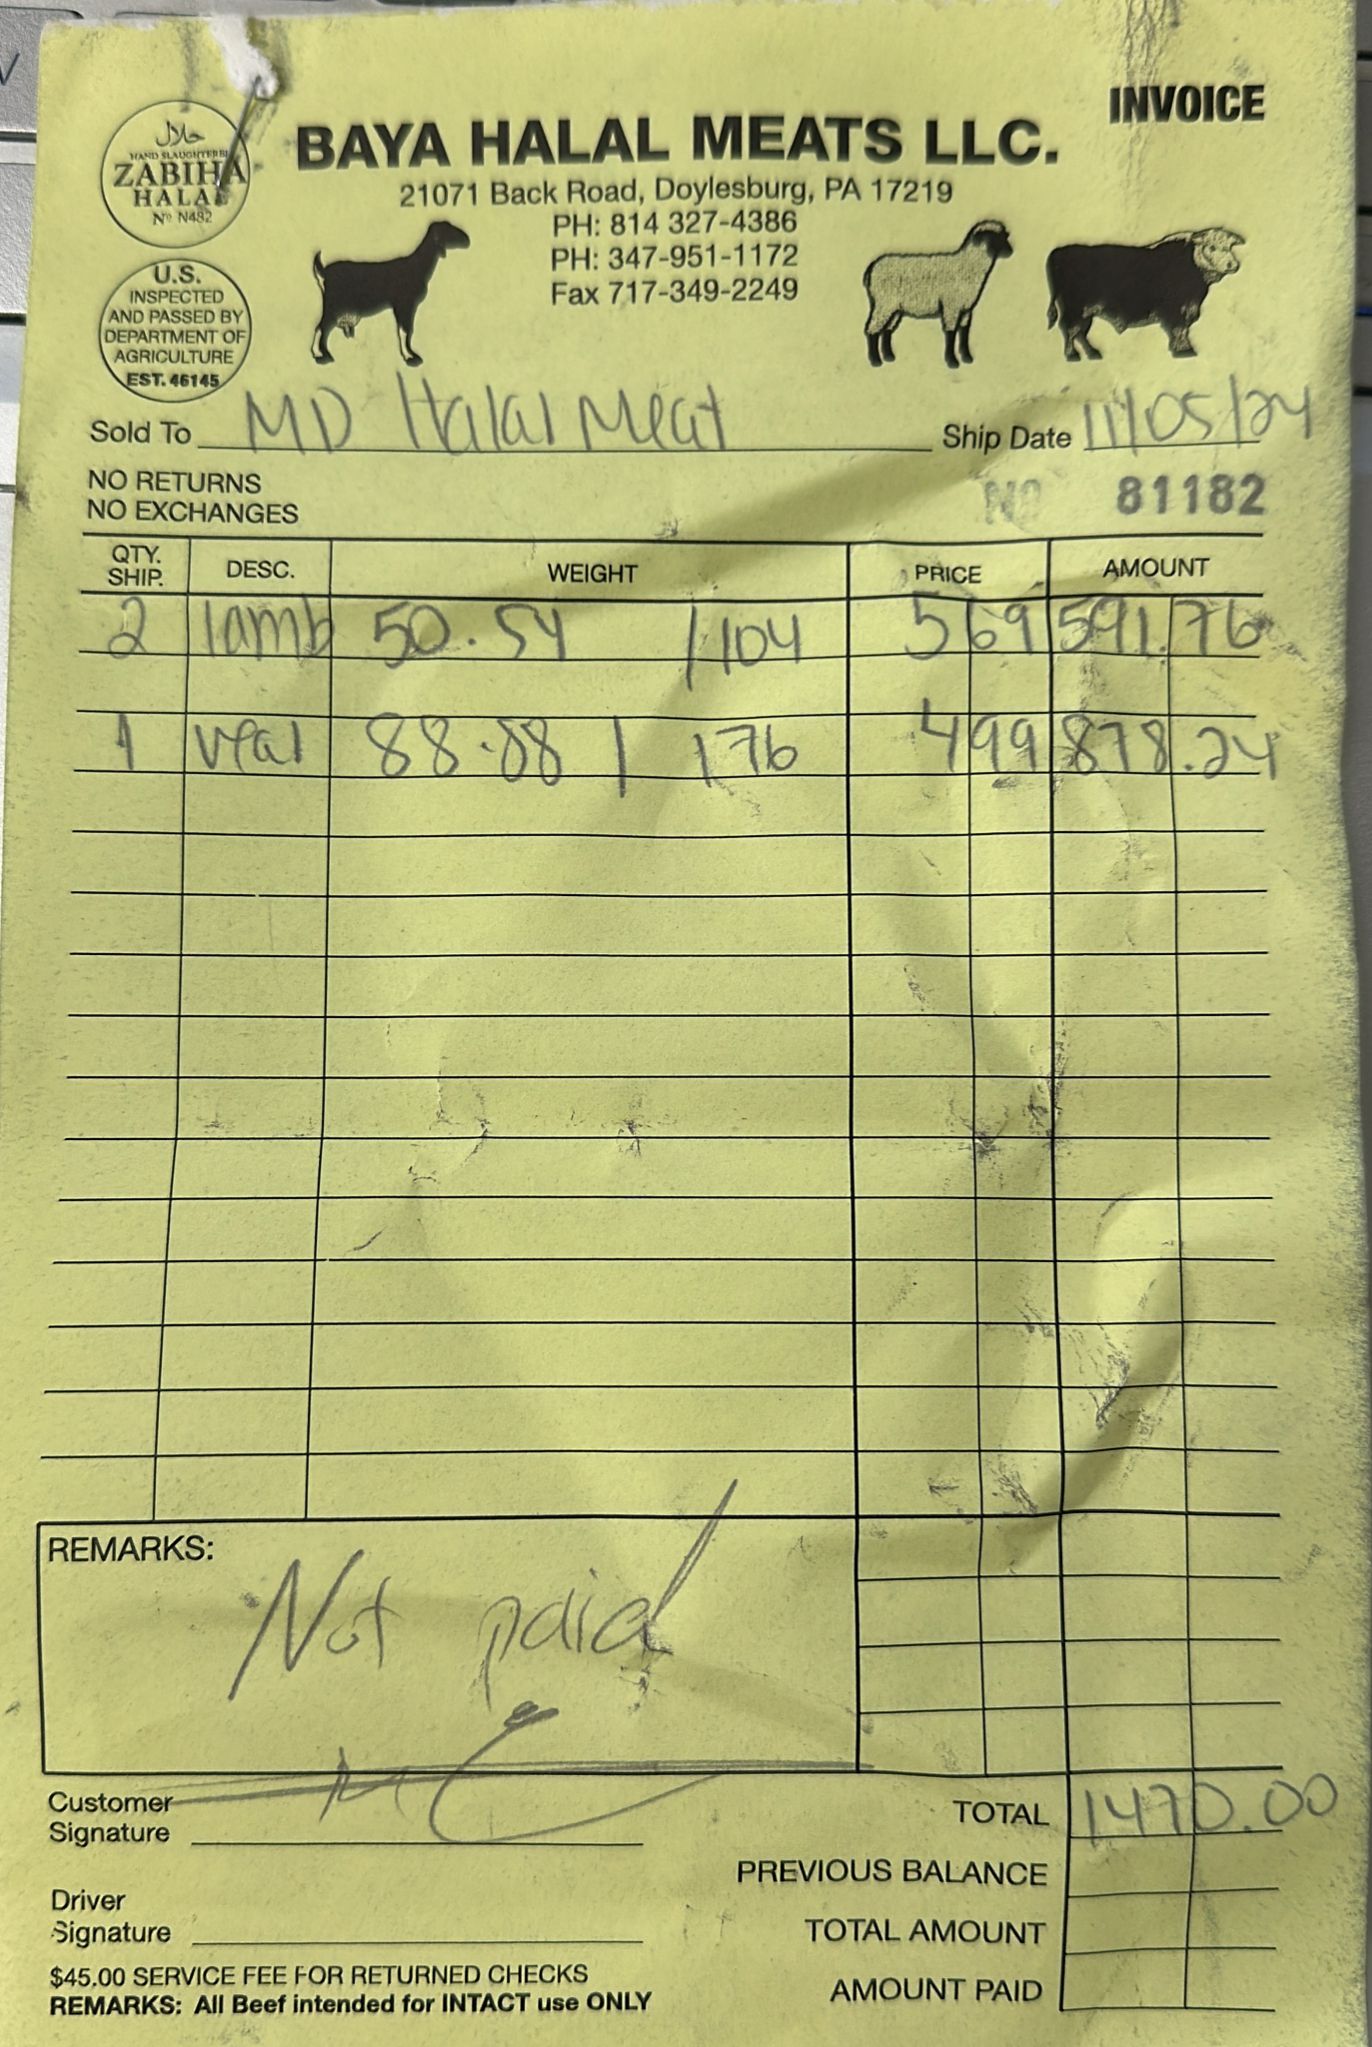 INVOICE
حلال
HAND SLAUGHTERED
ZABIHA
HALAL
No N482
BAYA HALAL MEATS LLC.
21071 Back Road, Doylesburg, PA 17219
PH: 814 327-4386
PH: 347-951-1172
Fax 717-349-2249
U.S.
INSPECTED
AND PASSED BY
DEPARTMENT OF
AGRICULTURE
EST. 46145
Sold To MD Halal Meat Ship Date 11/05/24
NO RETURNS
NO EXCHANGES
NO 81182
QTY. SHIP. DESC. WEIGHT PRICE AMOUNT
2 lamb 50.54 /104 569 591.76
1 veal 88.88 / 176 499 878.24
REMARKS:
Not paid
Customer
Signature
TOTAL 1470.00
PREVIOUS BALANCE
Driver
Signature
TOTAL AMOUNT
AMOUNT PAID
$45.00 SERVICE FEE FOR RETURNED CHECKS
REMARKS: All Beef intended for INTACT use ONLY